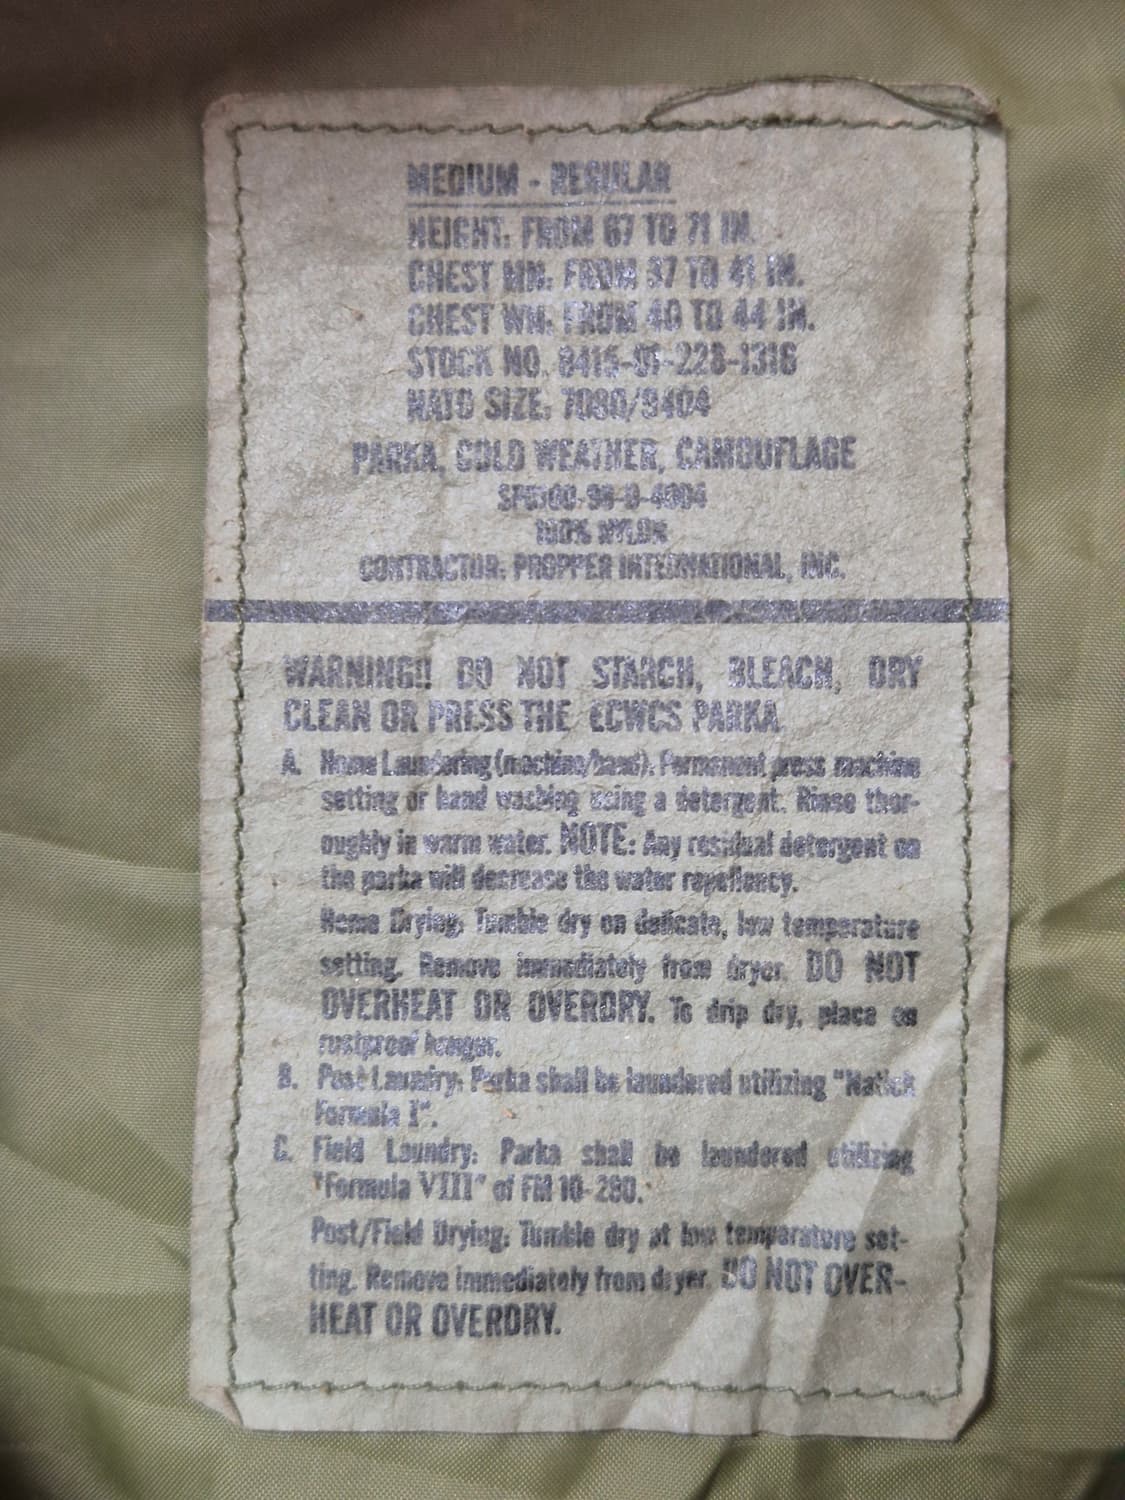 MEDIUM - REGULAR
HEIGHT: FROM 67 TO 71 IN.
CHEST MN: FROM 37 TO 41 IN.
CHEST WN: FROM 40 TO 44 IN.
STOCK NO. 8415-01-228-1316
NATO SIZE: 7080/9404
PARKA, COLD WEATHER, CAMOUFLAGE
SPO100-98-D-4004
100% NYLON
CONTRACTOR: PROPPER INTERNATIONAL, INC.
WARNING!! DO NOT STARCH, BLEACH, DRY
CLEAN OR PRESS THE ECWCS PARKA.
A. Home Laundering (machine/hand). Permanent press machine
setting or hand washing using a detergent. Rinse thor-
oughly in warm water. NOTE: Any residual detergent on
the parka will decrease the water repellency.
Home Drying: Tumble dry on delicate, low temperature
setting. Remove immediately from dryer. DO NOT
OVERHEAT OR OVERDRY. To drip dry, place on
rustproof hanger.
B. Post Laundry: Parka shall be laundered utilizing "Natick
Formula I".
C. Field Laundry: Parka shall be laundered utilizing
"Formula VIII" of FM 10-280.
Post/Field Drying: Tumble dry at low temperature set-
ting. Remove immediately from dryer. DO NOT OVER-
HEAT OR OVERDRY.